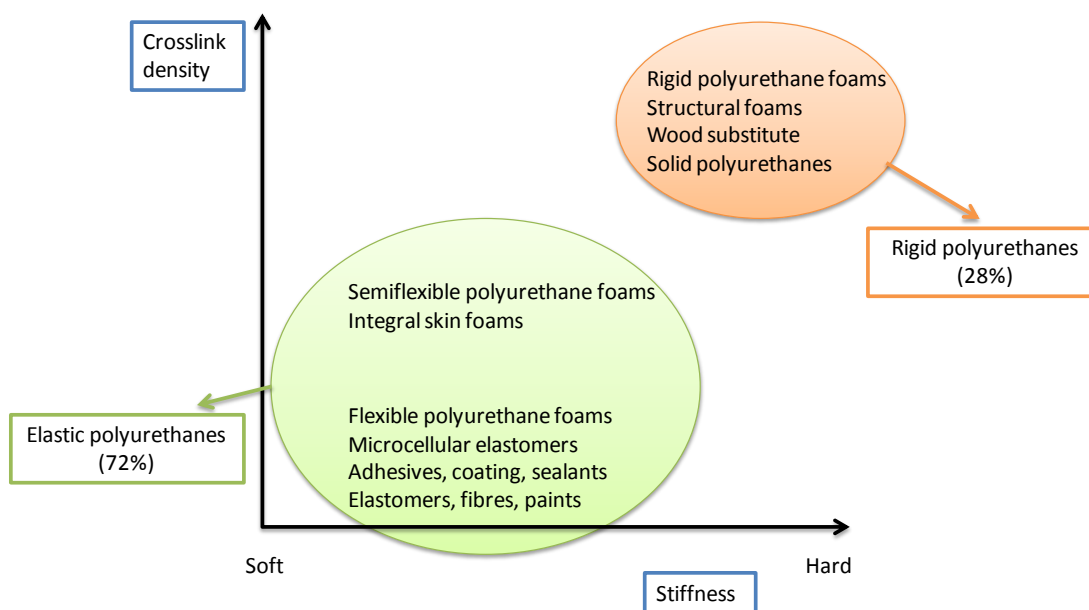 Crosslink
density
Rigid polyurethane foams
Structural foams
Wood substitute
Solid polyurethanes
Rigid polyurethanes
(28%)
Semiflexible polyurethane foams
Integral skin foams
Flexible polyurethane foams
Microcellular elastomers
Adhesives, coating, sealants
Elastomers, fibres, paints
Elastic polyurethanes
(72%)
Soft
Hard
Stiffness